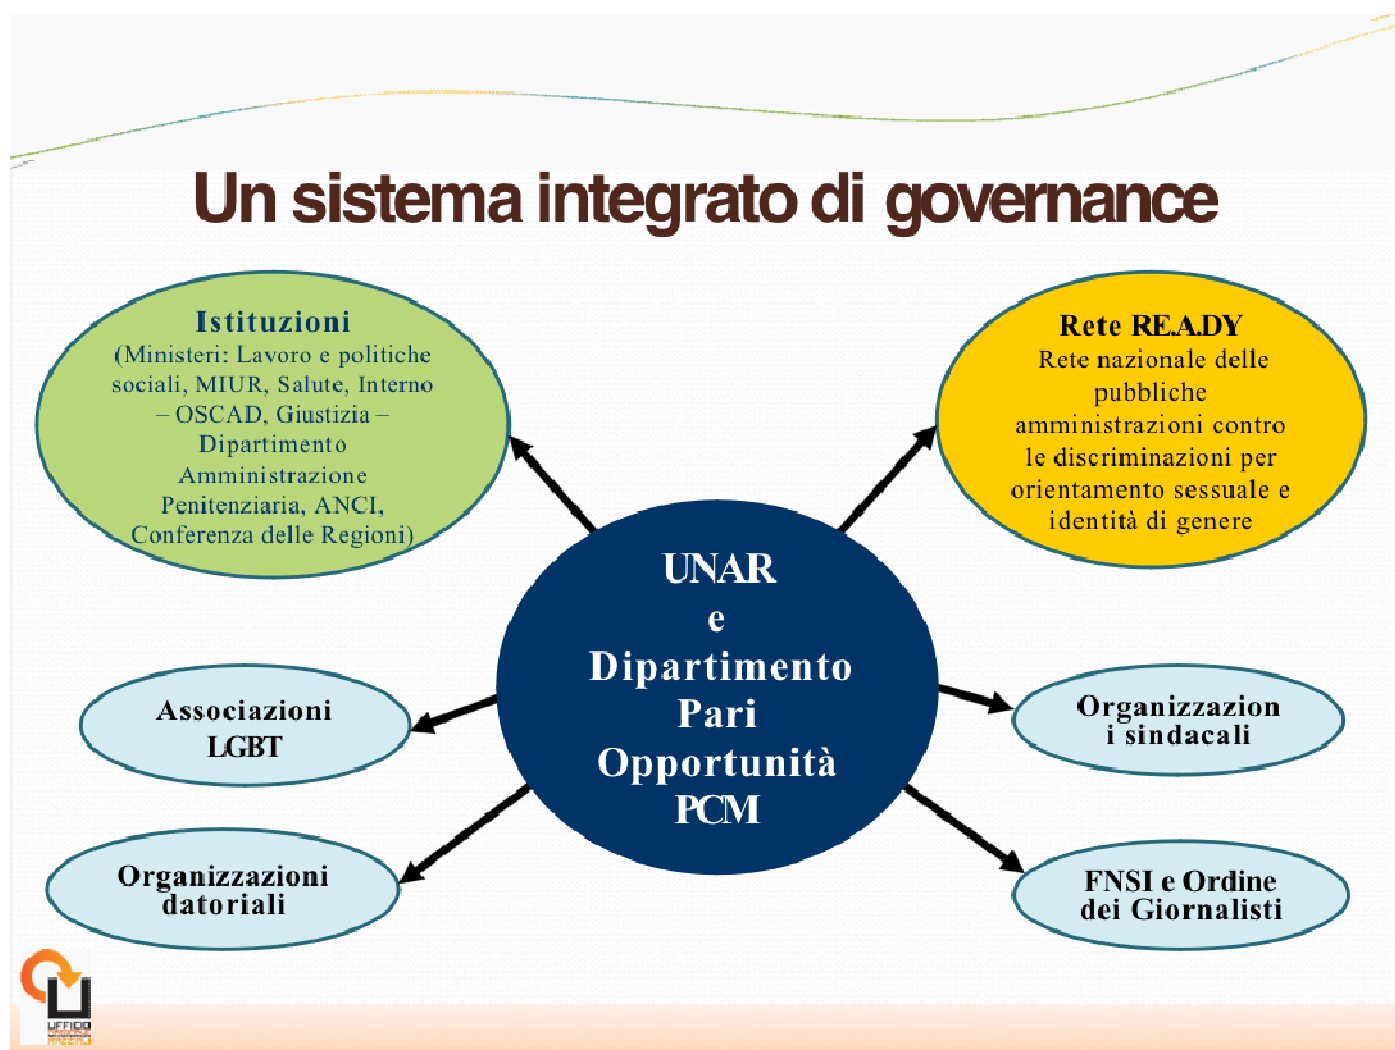 Un sistema integrato di governance
Istituzioni
(Ministeri: Lavoro e politiche
sociali, MIUR, Salute, Interno
– OSCAD, Giustizia –
Dipartimento
Amministrazione
Penitenziaria, ANCI,
Conferenza delle Regioni)
Rete RE.A.DY
Rete nazionale delle
pubbliche
amministrazioni contro
le discriminazioni per
orientamento sessuale e
identità di genere
UNAR
e
Dipartimento
Pari
Opportunità
PCM
Associazioni
LGBT
Organizzazion
i sindacali
Organizzazioni
datoriali
FNSI e Ordine
dei Giornalisti
UFFICIO